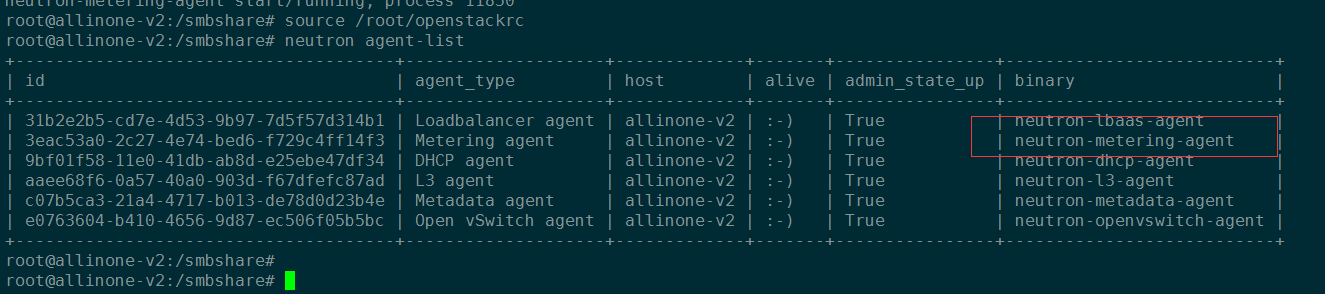 neutron-metering-agent start/running, process 11850
root@allinone-v2:/smbshare# source /root/openstackrc
root@allinone-v2:/smbshare# neutron agent-list
+--------------------------------------+--------------------+-------------+-------+----------------+---------------------------+
| id                                   | agent_type         | host        | alive | admin_state_up | binary                    |
+--------------------------------------+--------------------+-------------+-------+----------------+---------------------------+
| 31b2e2b5-cd7e-4d53-9b97-7d5f57d314b1 | Loadbalancer agent | allinone-v2 | :-)   | True           | neutron-lbaas-agent       |
| 3eac53a0-2c27-4e74-bed6-f729c4ff14f3 | Metering agent     | allinone-v2 | :-)   | True           | neutron-metering-agent    |
| 9bf01f58-11e0-41db-ab8d-e25ebe47df34 | DHCP agent         | allinone-v2 | :-)   | True           | neutron-dhcp-agent        |
| aaee68f6-0a57-40a0-903d-f67dfefc87ad | L3 agent           | allinone-v2 | :-)   | True           | neutron-l3-agent          |
| c07b5ca3-21a4-4717-b013-de78d0d23b4e | Metadata agent     | allinone-v2 | :-)   | True           | neutron-metadata-agent    |
| e0763604-b410-4656-9d87-ec506f05b5bc | Open vSwitch agent | allinone-v2 | :-)   | True           | neutron-openvswitch-agent |
+--------------------------------------+--------------------+-------------+-------+----------------+---------------------------+
root@allinone-v2:/smbshare#
root@allinone-v2:/smbshare#